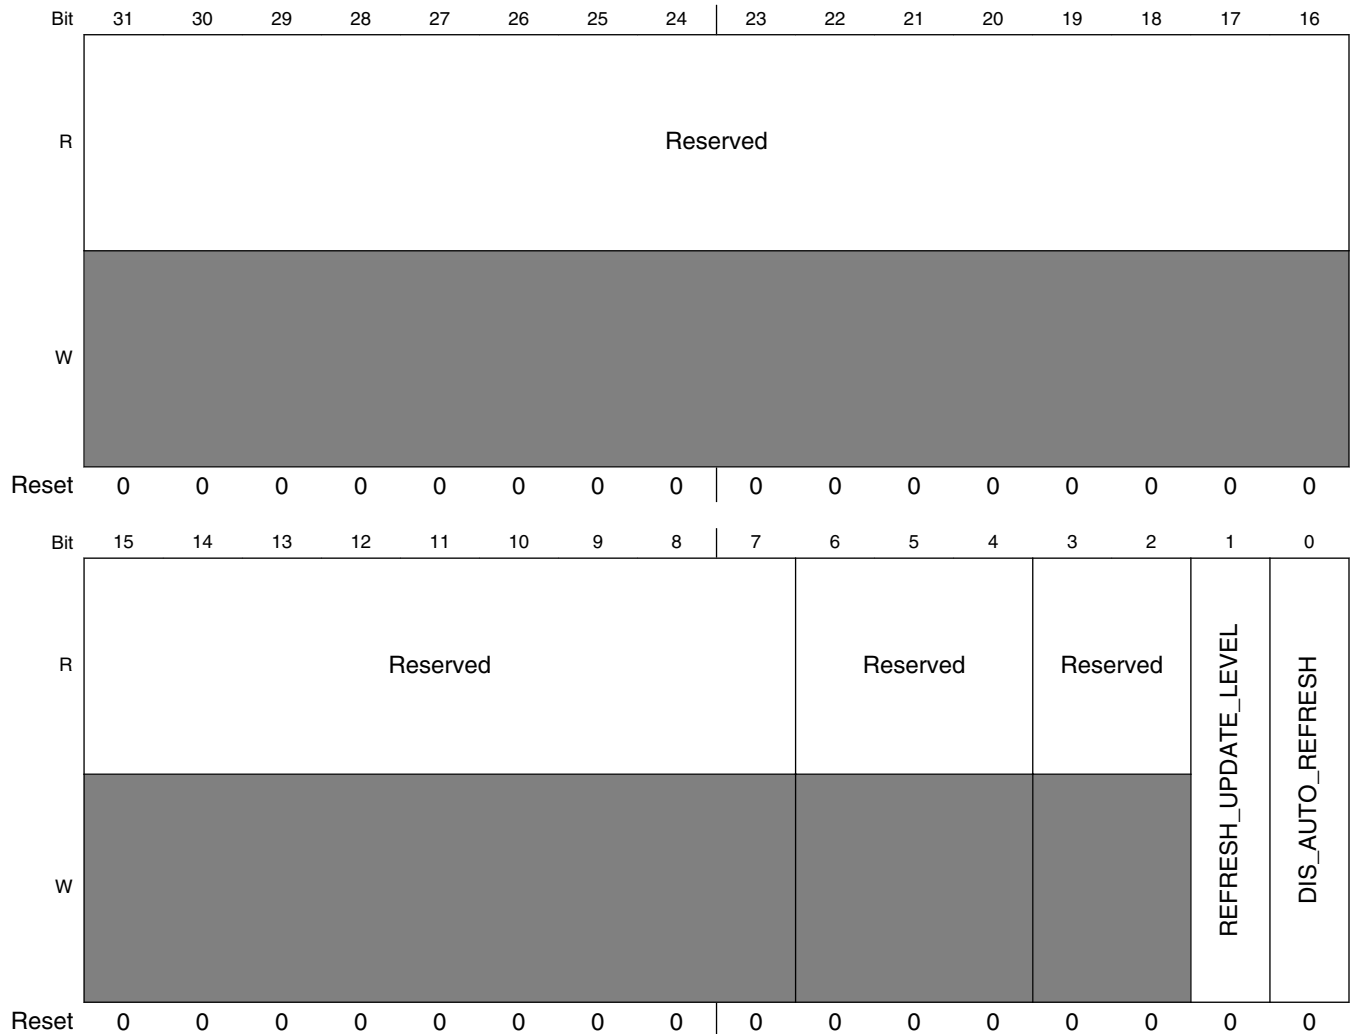 Bit 31 30 29 28 27 26 25 24 23 22 21 20 19 18 17 16
R Reserved
W
Reset 0 0 0 0 0 0 0 0 0 0 0 0 0 0 0 0
Bit 15 14 13 12 11 10 9 8 7 6 5 4 3 2 1 0
R Reserved Reserved Reserved
W
REFRESH_UPDATE_LEVEL
DIS_AUTO_REFRESH
Reset 0 0 0 0 0 0 0 0 0 0 0 0 0 0 0 0